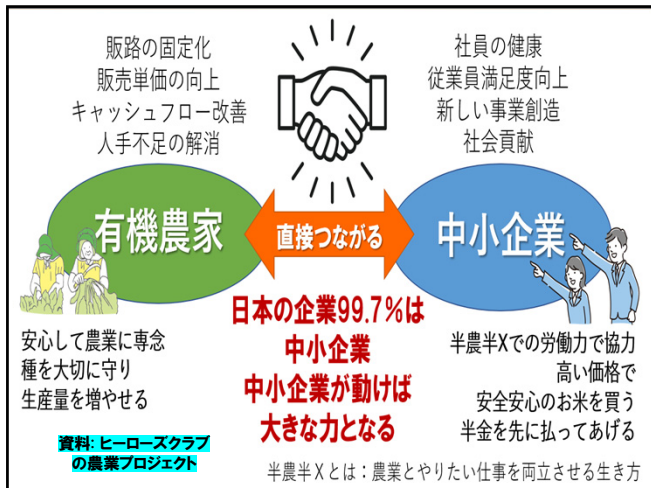 販路の固定化
販売単価の向上
キャッシュフロー改善
人手不足の解消
社員の健康
従業員満足度向上
新しい事業創造
社会貢献
有機農家
直接つながる
中小企業
安心して農業に専念
種を大切に守り
生産量を増やせる
日本の企業99.7%は
中小企業
中小企業が動けば
大きな力となる
半農半Xでの労働力で協力
高い価格で
安全安心のお米を買う
半金を先に払ってあげる
資料: ヒーローズクラブ
の農業プロジェクト
半農半Xとは：農業とやりたい仕事を両立させる生き方